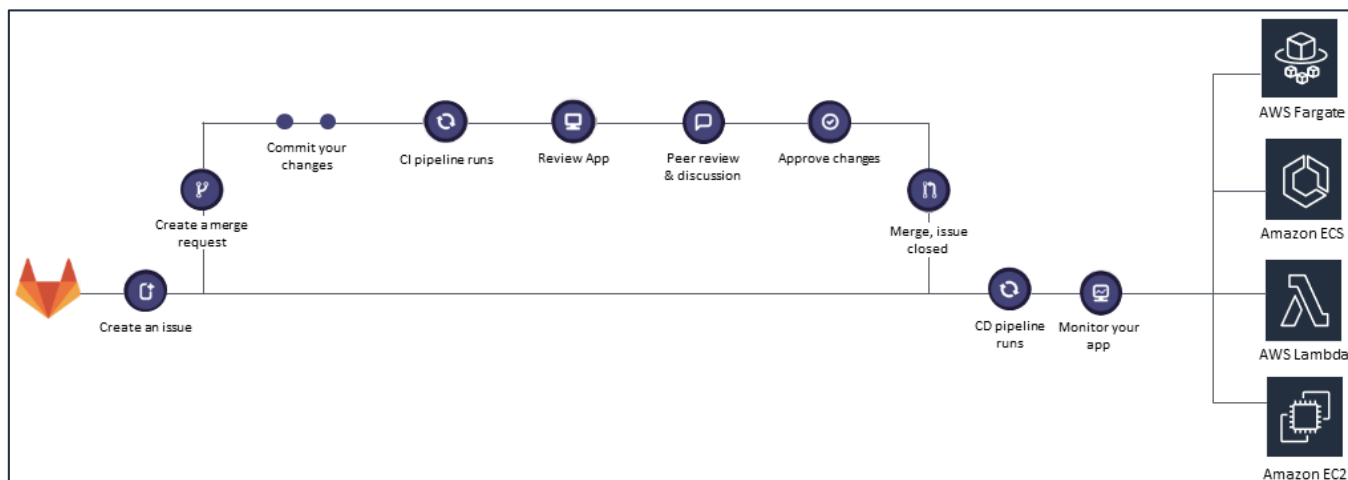 Create an issue
Create a merge
request
Commit your
changes
CI pipeline runs
Review App
Peer review
& discussion
Approve changes
Merge, issue
closed
CD pipeline
runs
Monitor your
app
AWS Fargate
Amazon ECS
AWS Lambda
Amazon EC2